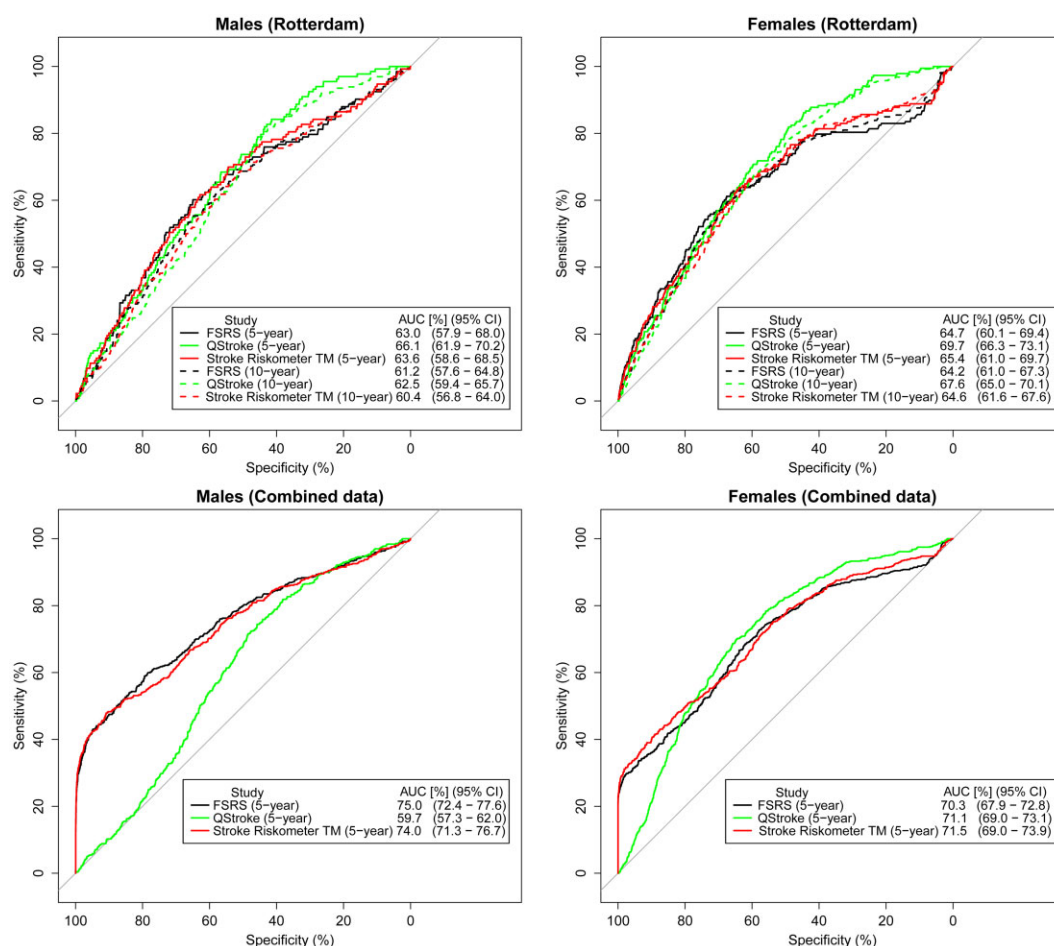 Males (Rotterdam)
Sensitivity (%)
100
80
60
40
20
0
Study AUC [%] (95% CI)
FSRS (5−year) 63.0 (57.9 − 68.0)
QStroke (5−year) 66.1 (61.9 − 70.2)
Stroke Riskometer TM (5−year) 63.6 (58.6 − 68.5)
FSRS (10−year) 61.2 (57.6 − 64.8)
QStroke (10−year) 62.5 (59.4 − 65.7)
Stroke Riskometer TM (10−year) 60.4 (56.8 − 64.0)
100 80 60 40 20 0
Specificity (%)
Females (Rotterdam)
Sensitivity (%)
100
80
60
40
20
0
Study AUC [%] (95% CI)
FSRS (5−year) 64.7 (60.1 − 69.4)
QStroke (5−year) 69.7 (66.3 − 73.1)
Stroke Riskometer TM (5−year) 65.4 (61.0 − 69.7)
FSRS (10−year) 64.2 (61.0 − 67.3)
QStroke (10−year) 67.6 (65.0 − 70.1)
Stroke Riskometer TM (10−year) 64.6 (61.6 − 67.6)
100 80 60 40 20 0
Specificity (%)
Males (Combined data)
Sensitivity (%)
100
80
60
40
20
0
Study AUC [%] (95% CI)
FSRS (5−year) 75.0 (72.4 − 77.6)
QStroke (5−year) 59.7 (57.3 − 62.0)
Stroke Riskometer TM (5−year) 74.0 (71.3 − 76.7)
100 80 60 40 20 0
Specificity (%)
Females (Combined data)
Sensitivity (%)
100
80
60
40
20
0
Study AUC [%] (95% CI)
FSRS (5−year) 70.3 (67.9 − 72.8)
QStroke (5−year) 71.1 (69.0 − 73.1)
Stroke Riskometer TM (5−year) 71.5 (69.0 − 73.9)
100 80 60 40 20 0
Specificity (%)